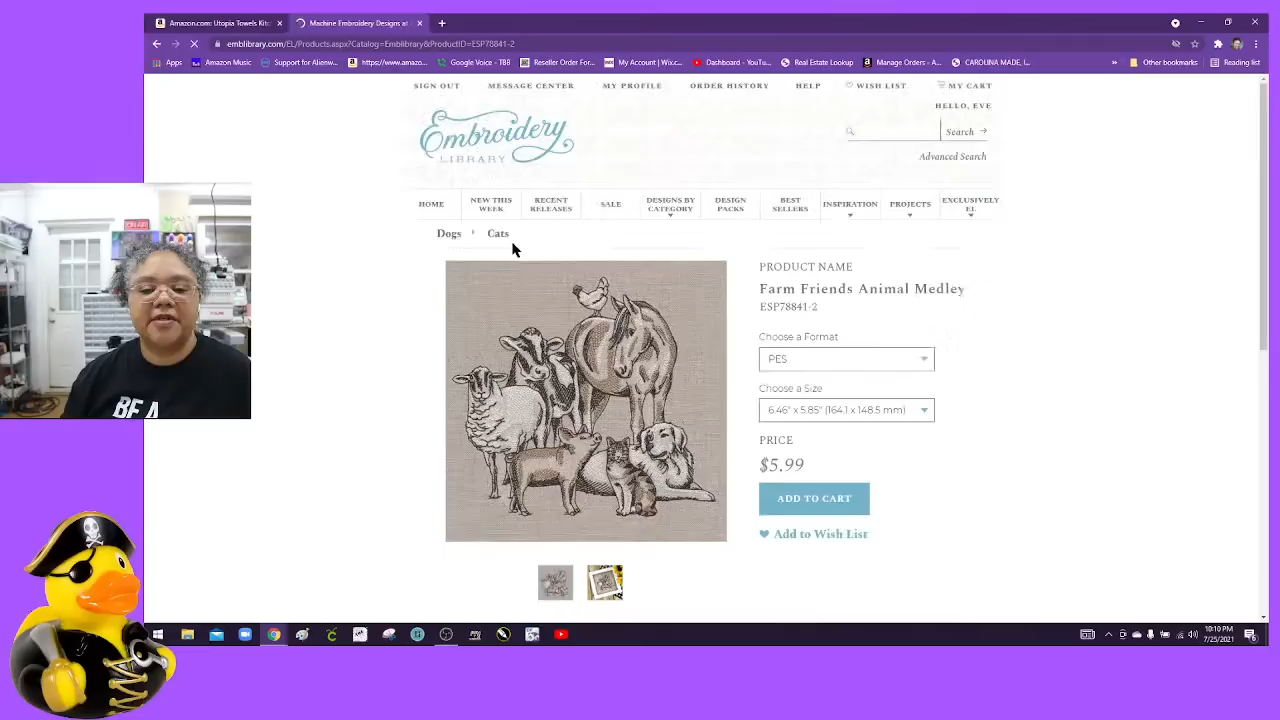 Amazon.com: Utopia Towels Kitc
Machine Embroidery Designs at
emblibrary.com/EL/Products.aspx?Catalog=Emblibrary&ProductID=ESP78841-2
Apps
Amazon Music
Support for Alienw...
https://www.amazo...
Google Voice - TBB
Reseller Order For...
My Account | Wix.c...
Dashboard - YouTu...
Real Estate Lookup
Manage Orders - A...
CAROLINA MADE, I...
»
Other bookmarks
Reading list
SIGN OUT
MESSAGE CENTER
MY PROFILE
ORDER HISTORY
HELP
WISH LIST
MY CART
HELLO, EVE
Embroidery
LIBRARY
Search
Advanced Search
HOME
NEW THIS
WEEK
RECENT
RELEASES
SALE
DESIGNS BY
CATEGORY
DESIGN
PACKS
BEST
SELLERS
INSPIRATION
PROJECTS
EXCLUSIVELY
EL
Dogs
Cats
PRODUCT NAME
Farm Friends Animal Medley
ESP78841-2
Choose a Format
PES
Choose a Size
6.46" x 5.85" (164.1 x 148.5 mm)
PRICE
$5.99
ADD TO CART
Add to Wish List
ON AIR
BE A
10:10 PM
7/25/2021